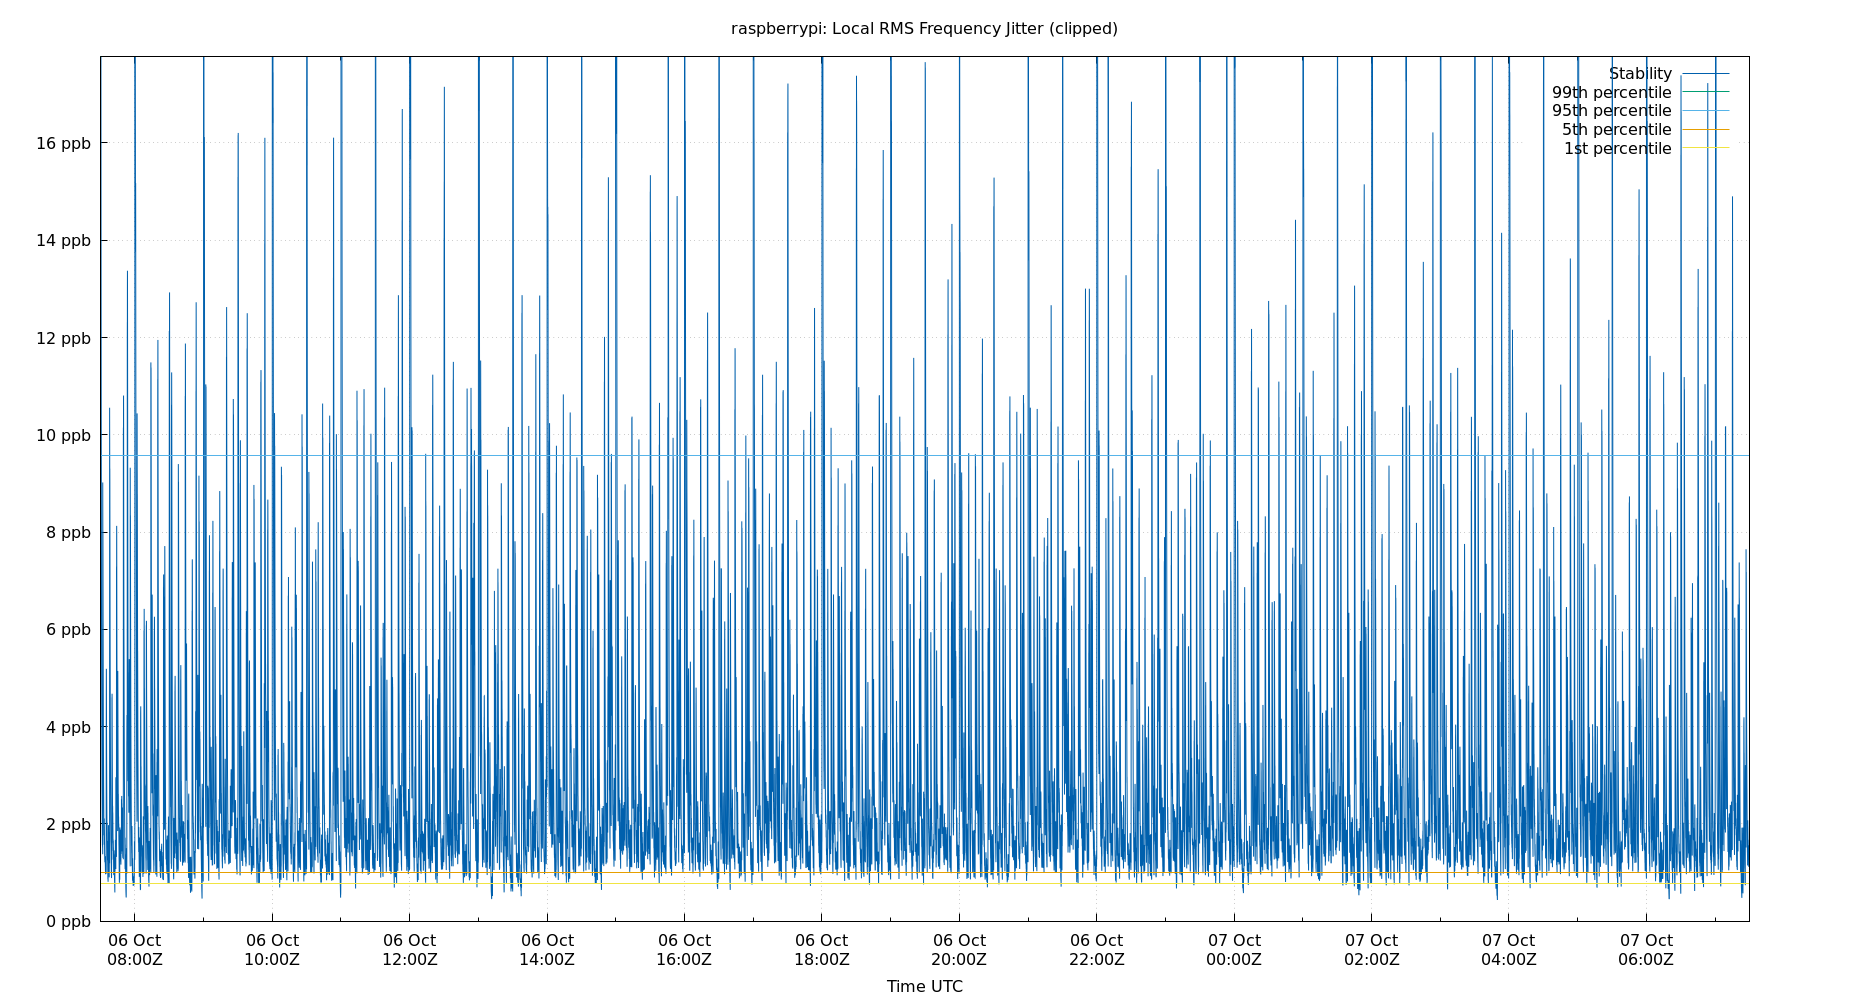 raspberrypi: Local RMS Frequency Jitter (clipped)
Stability
99th percentile
95th percentile
5th percentile
1st percentile
16 ppb
14 ppb
12 ppb
10 ppb
8 ppb
6 ppb
4 ppb
2 ppb
0 ppb
06 Oct 06 Oct 06 Oct 06 Oct 06 Oct 06 Oct 06 Oct 06 Oct 07 Oct 07 Oct 07 Oct 07 Oct
08:00Z 10:00Z 12:00Z 14:00Z 16:00Z 18:00Z 20:00Z 22:00Z 00:00Z 02:00Z 04:00Z 06:00Z
Time UTC